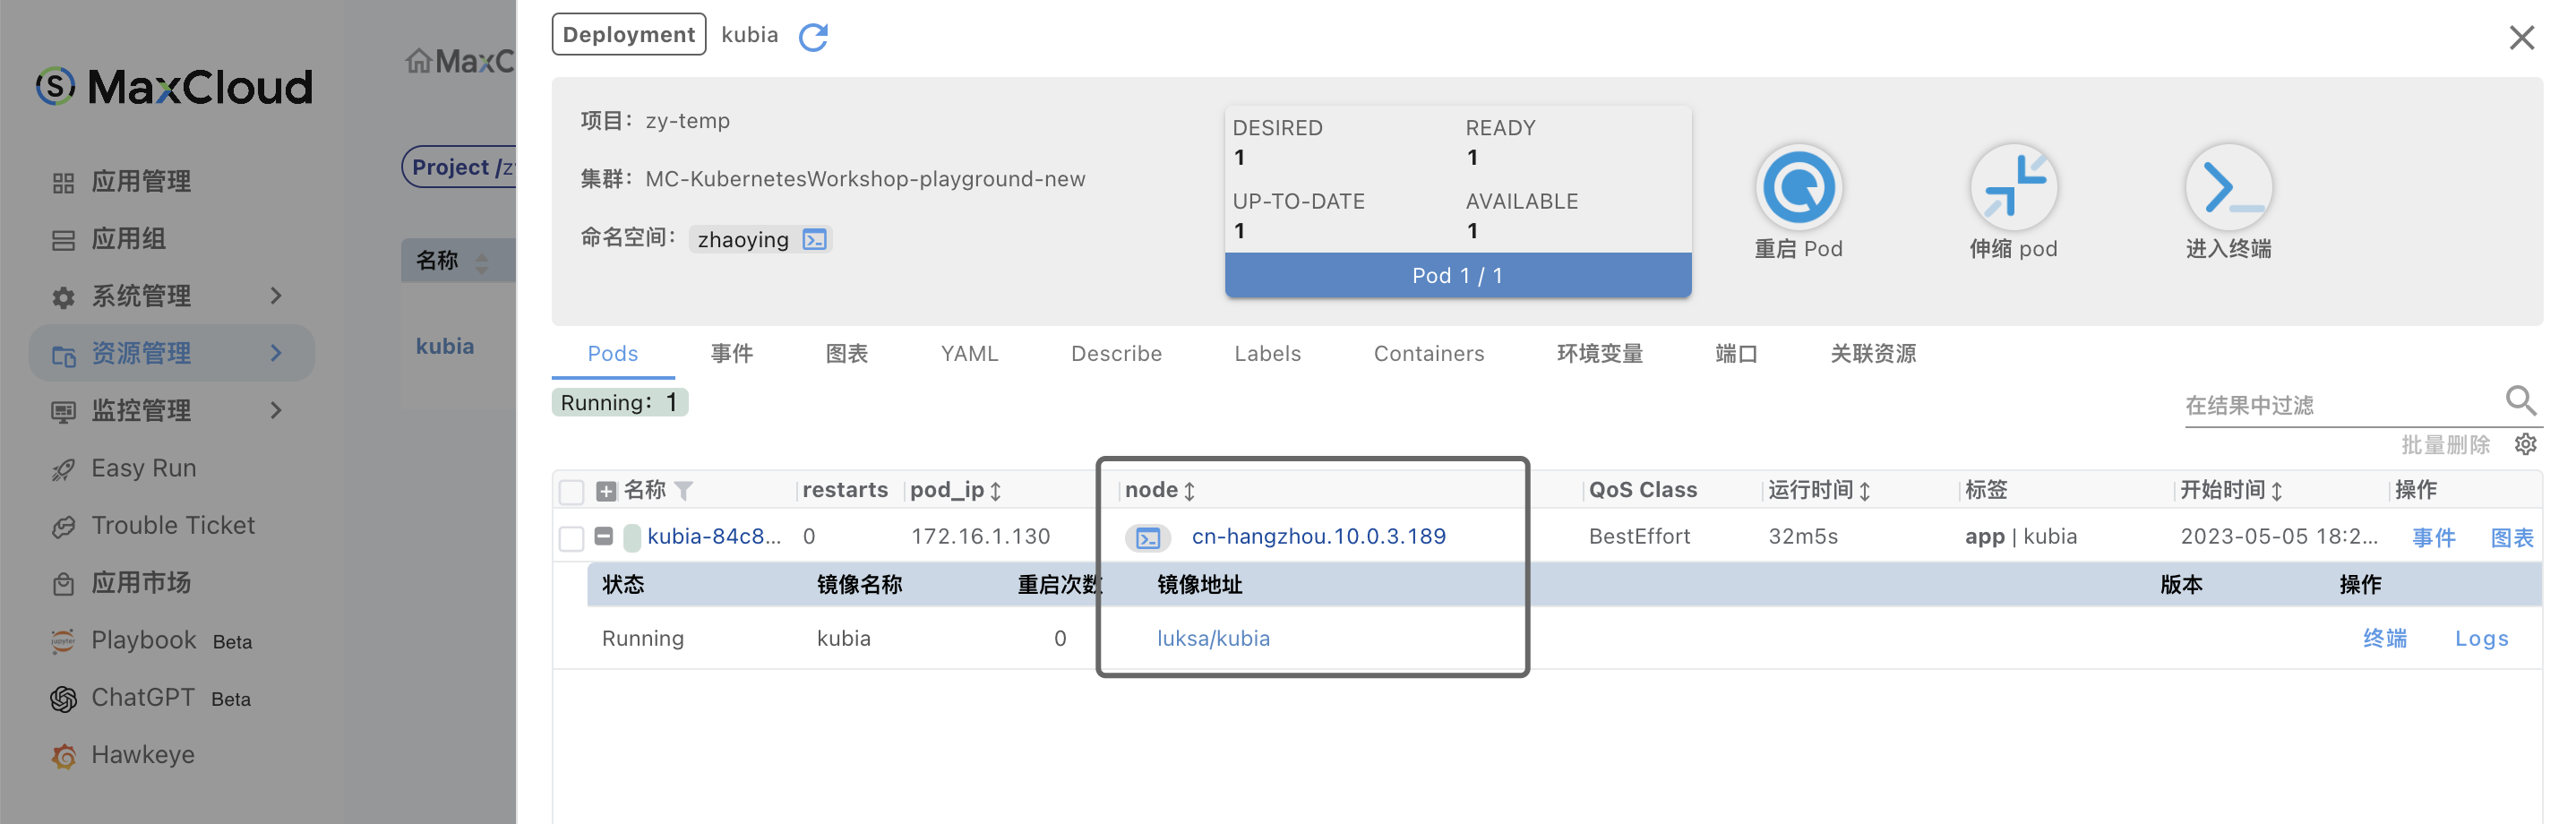 MaxCloud
应用管理
应用组
系统管理
资源管理
监控管理
Easy Run
Trouble Ticket
应用市场
Playbook Beta
ChatGPT Beta
Hawkeye
MaxC
Project /z
名称
kubia
Deployment kubia
项目: zy-temp
集群: MC-KubernetesWorkshop-playground-new
命名空间: zhaoying
DESIRED READY
1 1
UP-TO-DATE AVAILABLE
1 1
Pod 1 / 1
重启 Pod 伸缩 pod 进入终端
Pods 事件 图表 YAML Describe Labels Containers 环境变量 端口 关联资源
Running: 1
在结果中过滤
批量删除
名称 restarts pod_ip node QoS Class 运行时间 标签 开始时间 操作
kubia-84c8... 0 172.16.1.130 cn-hangzhou.10.0.3.189 BestEffort 32m5s app | kubia 2023-05-05 18:2... 事件 图表
状态 镜像名称 重启次数 镜像地址 版本 操作
Running kubia 0 luksa/kubia 终端 Logs